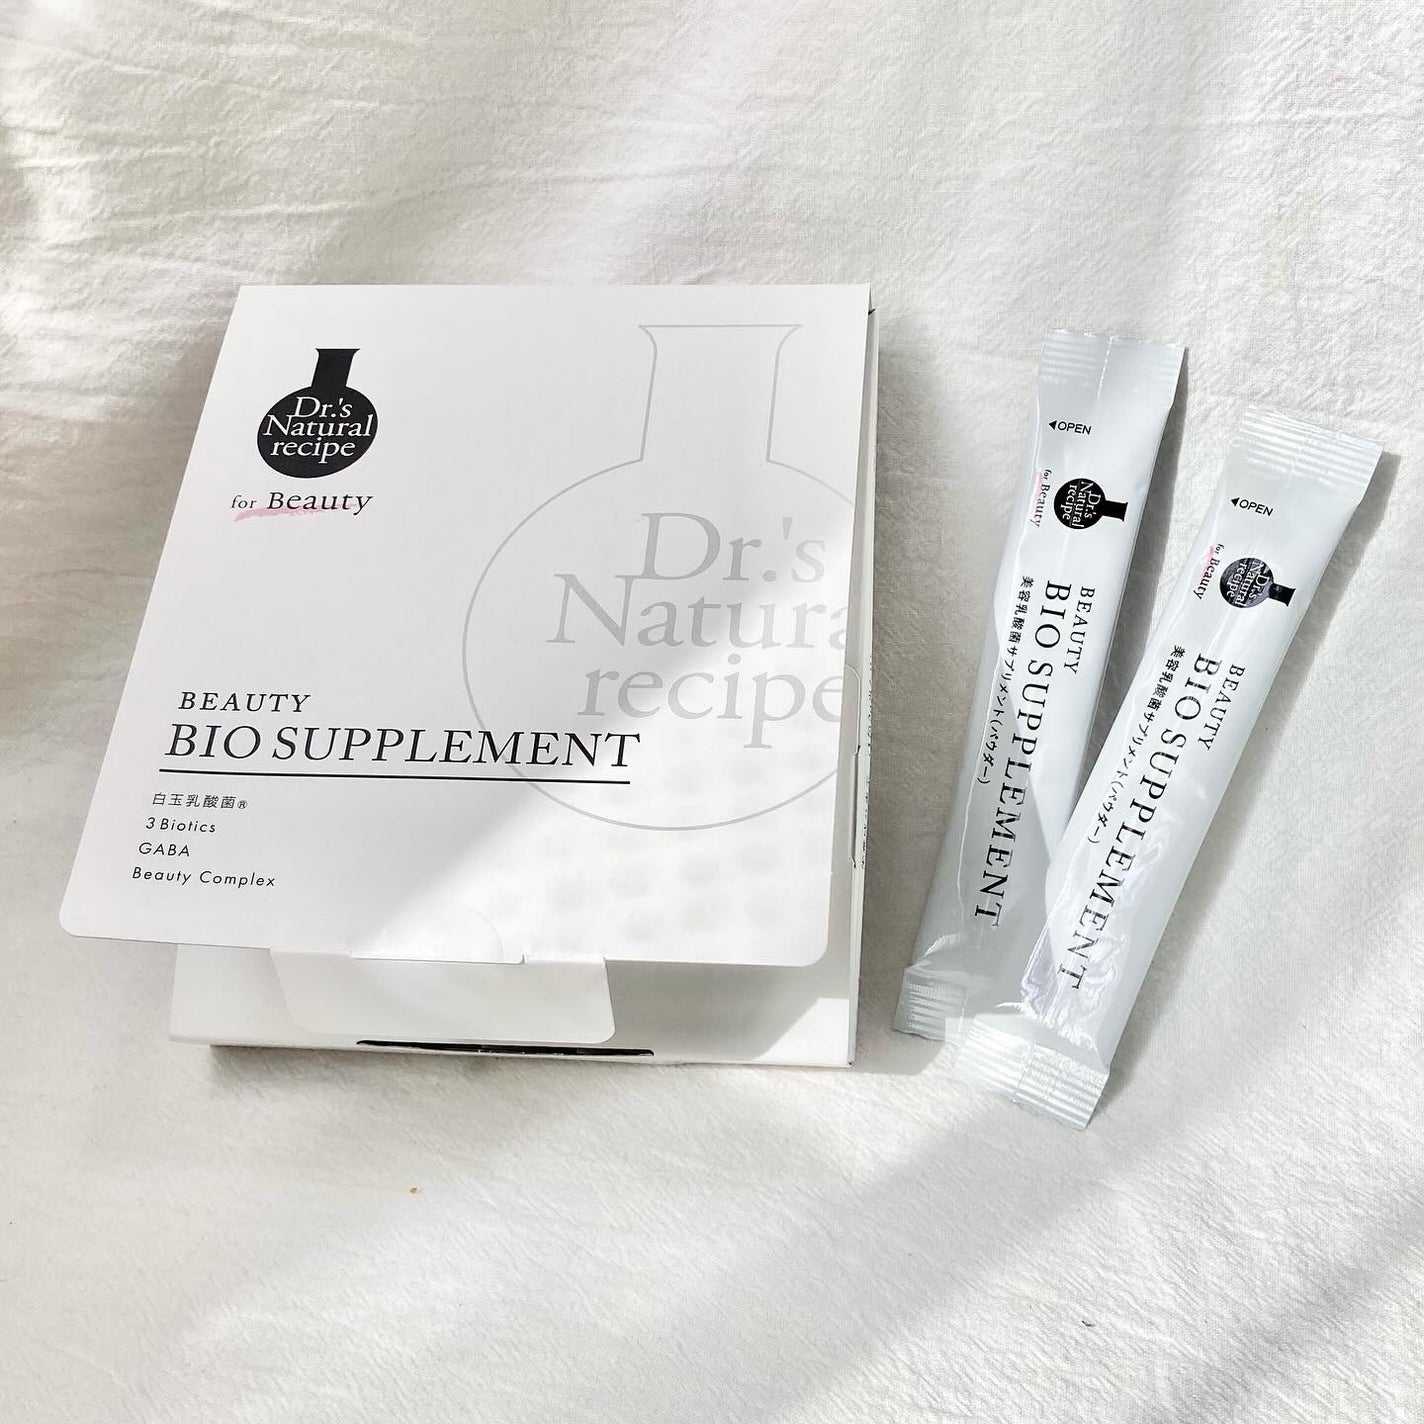 Dr.'s
Natural
recipe
for Beauty
Dr.'s
Natura
recipe
BEAUTY
BIO SUPPLEMENT
白玉乳酸菌®
3 Biotics
GABA
Beauty Complex
◀OPEN
Dr.'s
Natural
recipe
for Beauty
BEAUTY
BIO SUPPLEMENT
美容乳酸菌サプリメント(パウダー)
◀OPEN
Dr.'s
Natural
recipe
for Beauty
BEAUTY
BIO SUPPLEMENT
美容乳酸菌サプリメント(パウダー)